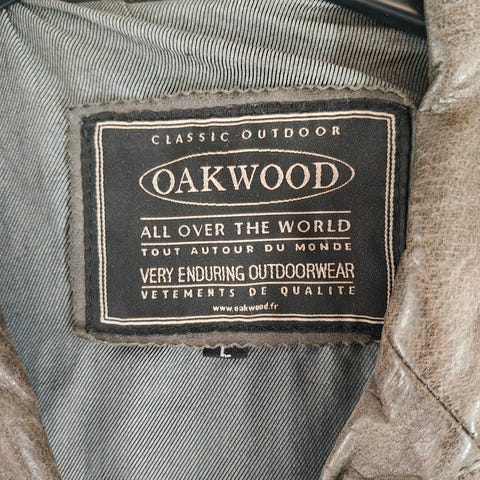 CLASSIC OUTDOOR
OAKWOOD
ALL OVER THE WORLD
TOUT AUTOUR DU MONDE
VERY ENDURING OUTDOORWEAR
VETEMENTS DE QUALITE
www.oakwood.fr
L